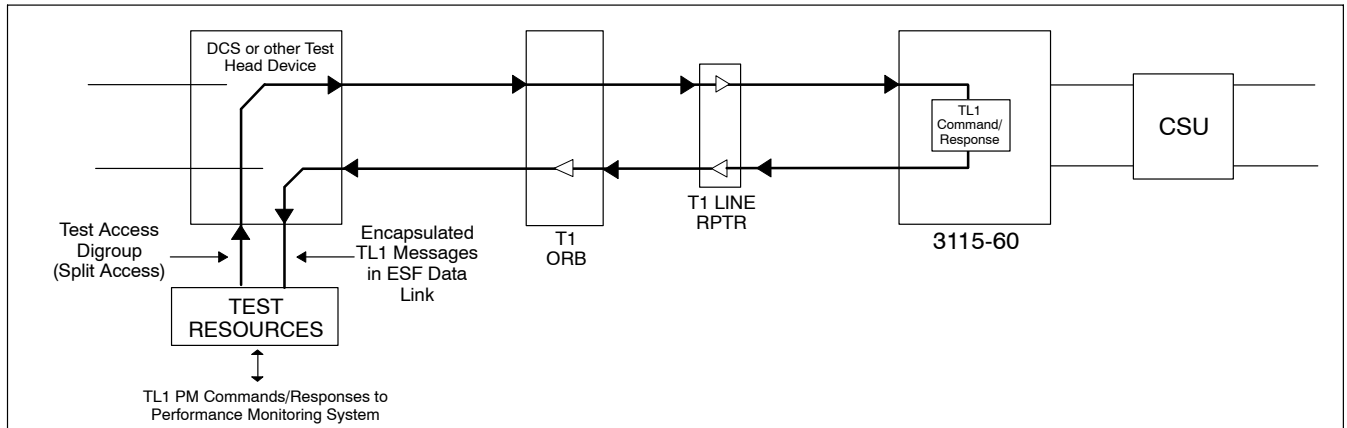 DCS or other Test
Head Device
TL1
Command/
Response
CSU
T1 LINE
RPTR
T1
ORB
3115-60
Test Access
Digroup
(Split Access)
Encapsulated
TL1 Messages
in ESF Data
Link
TEST
RESOURCES
TL1 PM Commands/Responses to
Performance Monitoring System